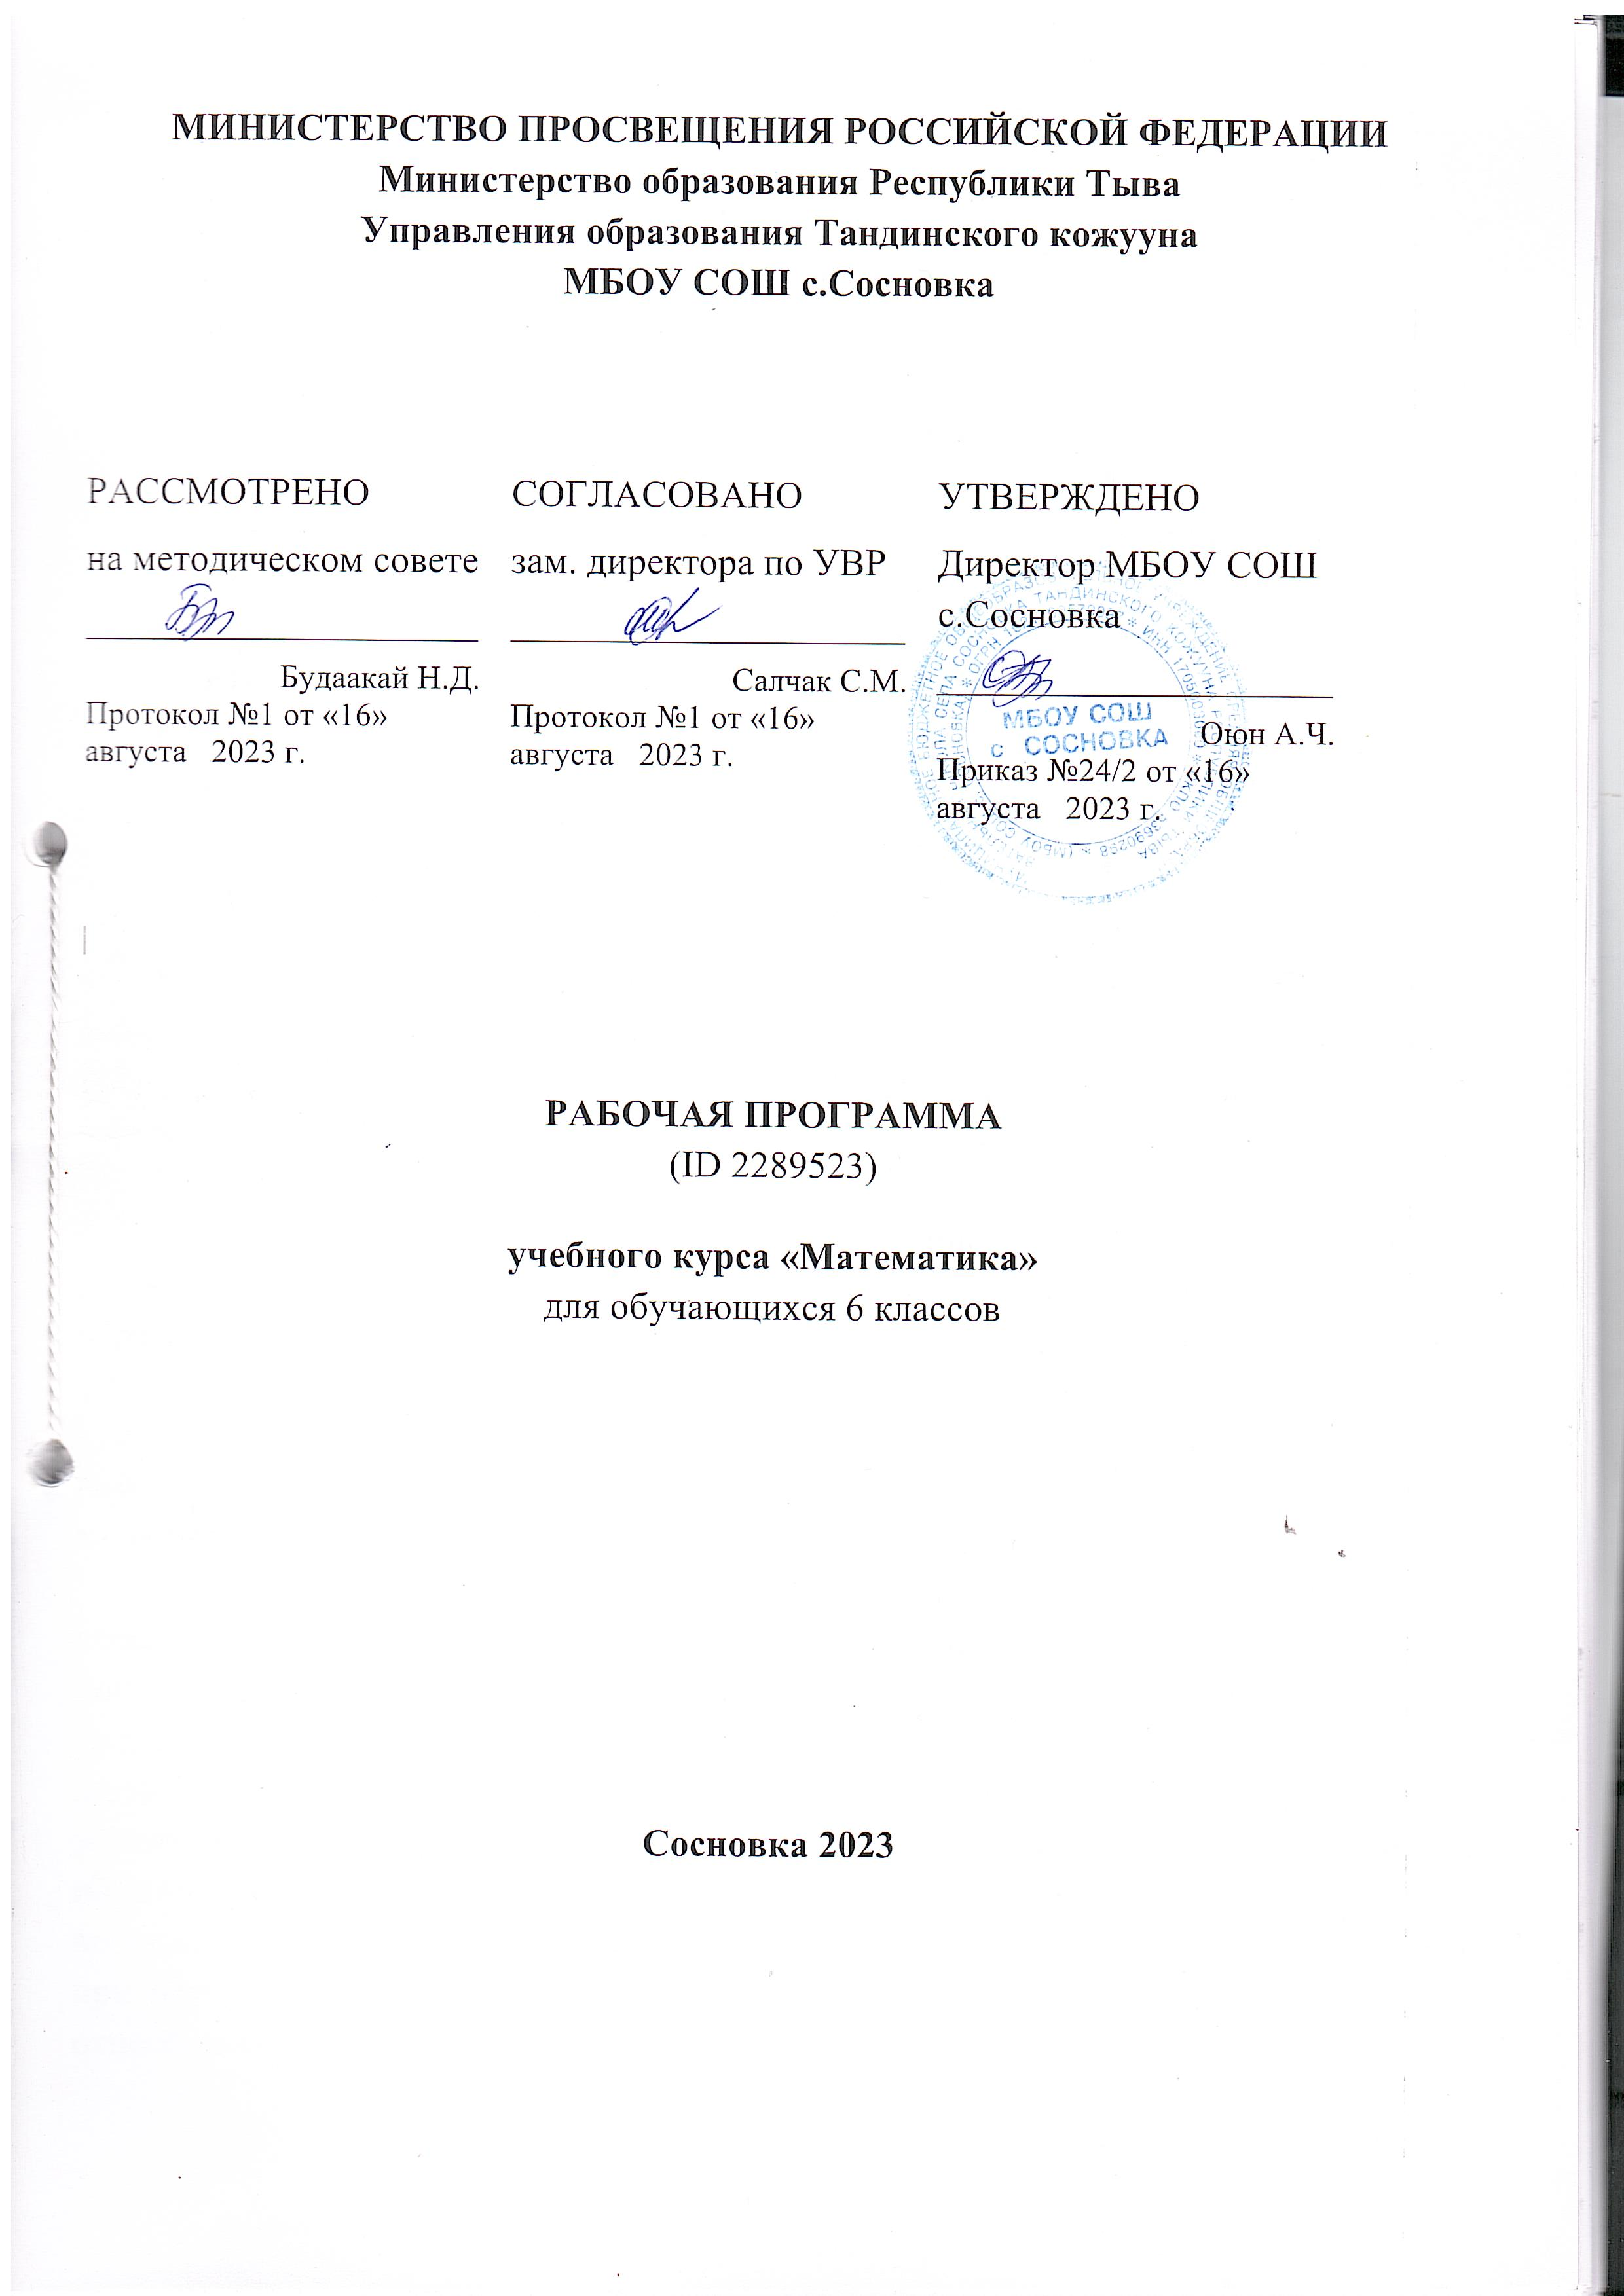 МИНИСТЕРСТВО ПРОСВЕЩЕНИЯ РОССИЙСКОЙ ФЕДЕРАЦИИ
Министерство образования Республики Тыва
Управления образования Тандинского кожууна
МБОУ СОШ с.Сосновка
РАССМОТРЕНО
на методическом совете
Будаакай Н.Д.
Протокол №1 от «16»
августа 2023 г.
СОГЛАСОВАНО
зам. директора по УВР
Салчак С.М.
Протокол №1 от «16»
августа 2023 г.
УТВЕРЖДЕНО
Директор МБОУ СОШ
с.Сосновка
Оюн А.Ч.
Приказ №24/2 от «16»
августа 2023 г.
МБОУ СОШ
с СОСНОВКА
РАБОЧАЯ ПРОГРАММА
(ID 2289523)
учебного курса «Математика»
для обучающихся 6 классов
Сосновка 2023